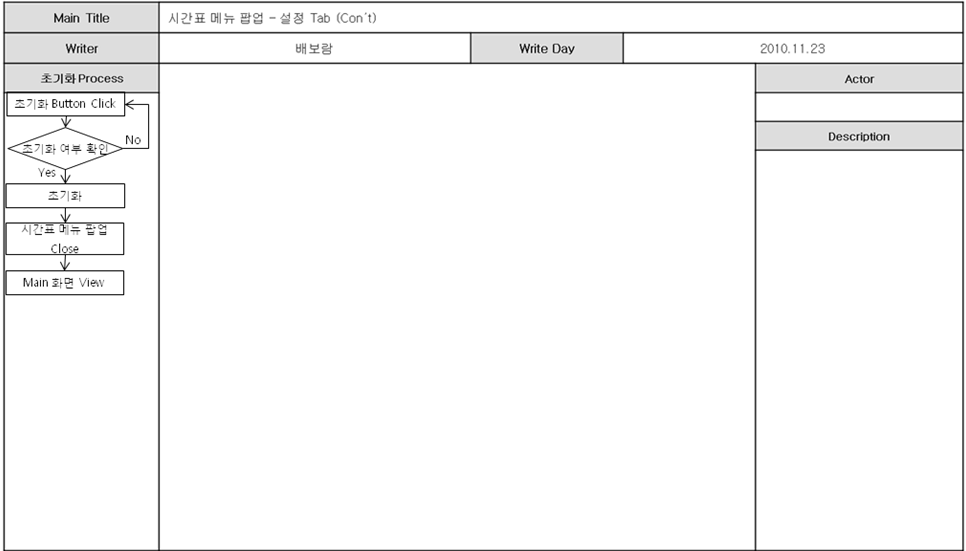 Main Title
시간표 메뉴 팝업 - 설정 Tab (Con't)
Writer
배보람
Write Day
2010.11.23
초기화 Process
Actor
초기화 Button Click
No
초기화 여부 확인
Description
Yes
초기화
시간표 메뉴 팝업
Close
Main 화면 View